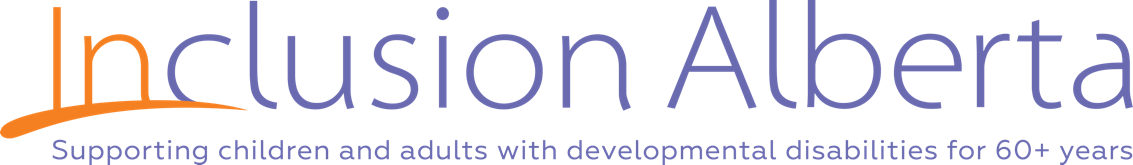 Inclusion Alberta
Supporting children and adults with developmental disabilities for 60+ years